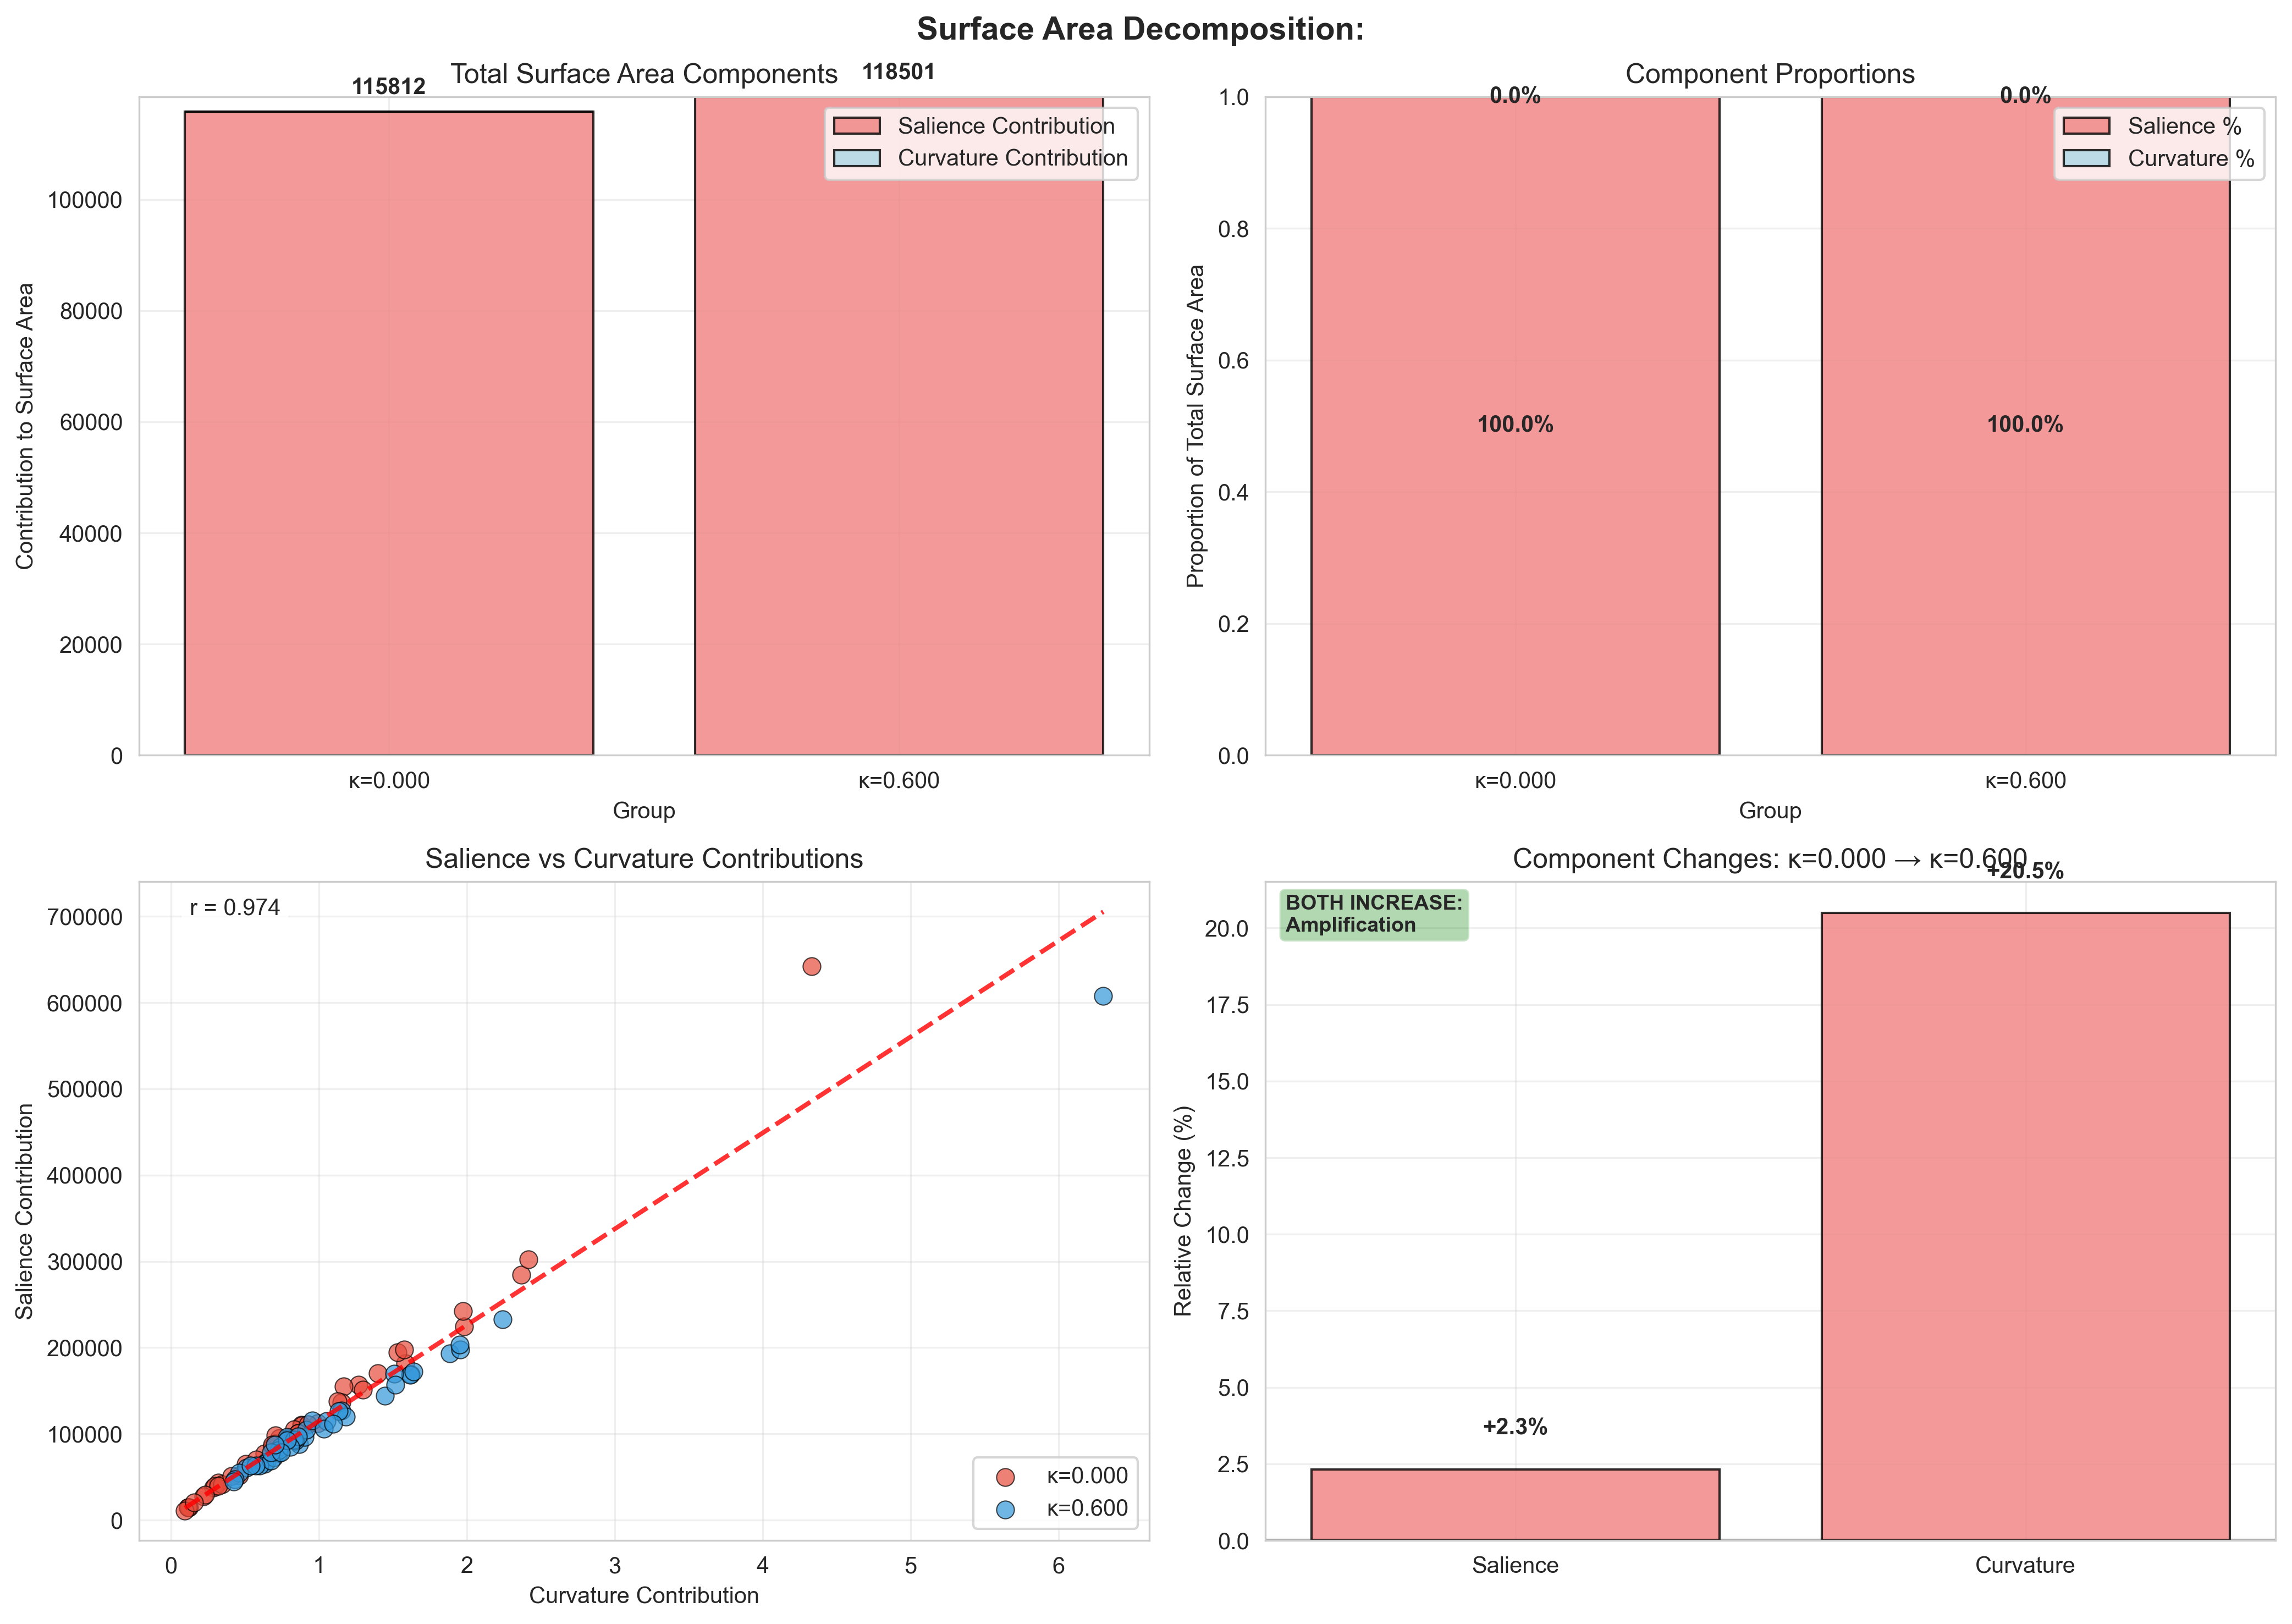 Surface Area Decomposition:
Total Surface Area Components
115812
118501
Salience Contribution
Curvature Contribution
Contribution to Surface Area
100000
80000
60000
40000
20000
0
κ=0.000
κ=0.600
Group
Component Proportions
0.0%
0.0%
Salience %
Curvature %
Proportion of Total Surface Area
1.0
0.8
0.6
0.4
0.2
0.0
100.0%
100.0%
κ=0.000
κ=0.600
Group
Salience vs Curvature Contributions
r = 0.974
Salience Contribution
700000
600000
500000
400000
300000
200000
100000
0
κ=0.000
κ=0.600
0
1
2
3
4
5
6
Curvature Contribution
Component Changes: κ=0.000 → κ=0.600
+20.5%
BOTH INCREASE:
Amplification
Relative Change (%)
20.0
17.5
15.0
12.5
10.0
7.5
5.0
2.5
0.0
+2.3%
Salience
Curvature